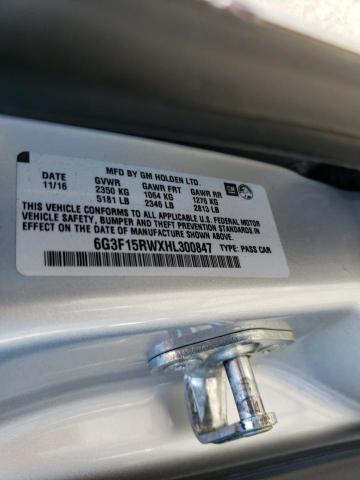 MFD BY GM HOLDEN LTD.
DATE GVWR GAWR FRT GAWR RR GM
11/16 2350 KG 1064 KG 1276 KG
5181 LB 2346 LB 2813 LB
THIS VEHICLE CONFORMS TO ALL APPLICABLE U.S. FEDERAL MOTOR
VEHICLE SAFETY, BUMPER AND THEFT PREVENTION STANDARDS IN EFFECT
ON THE DATE OF MANUFACTURE SHOWN ABOVE.
6G3F15RWXHL300847 TYPE: PASS CAR